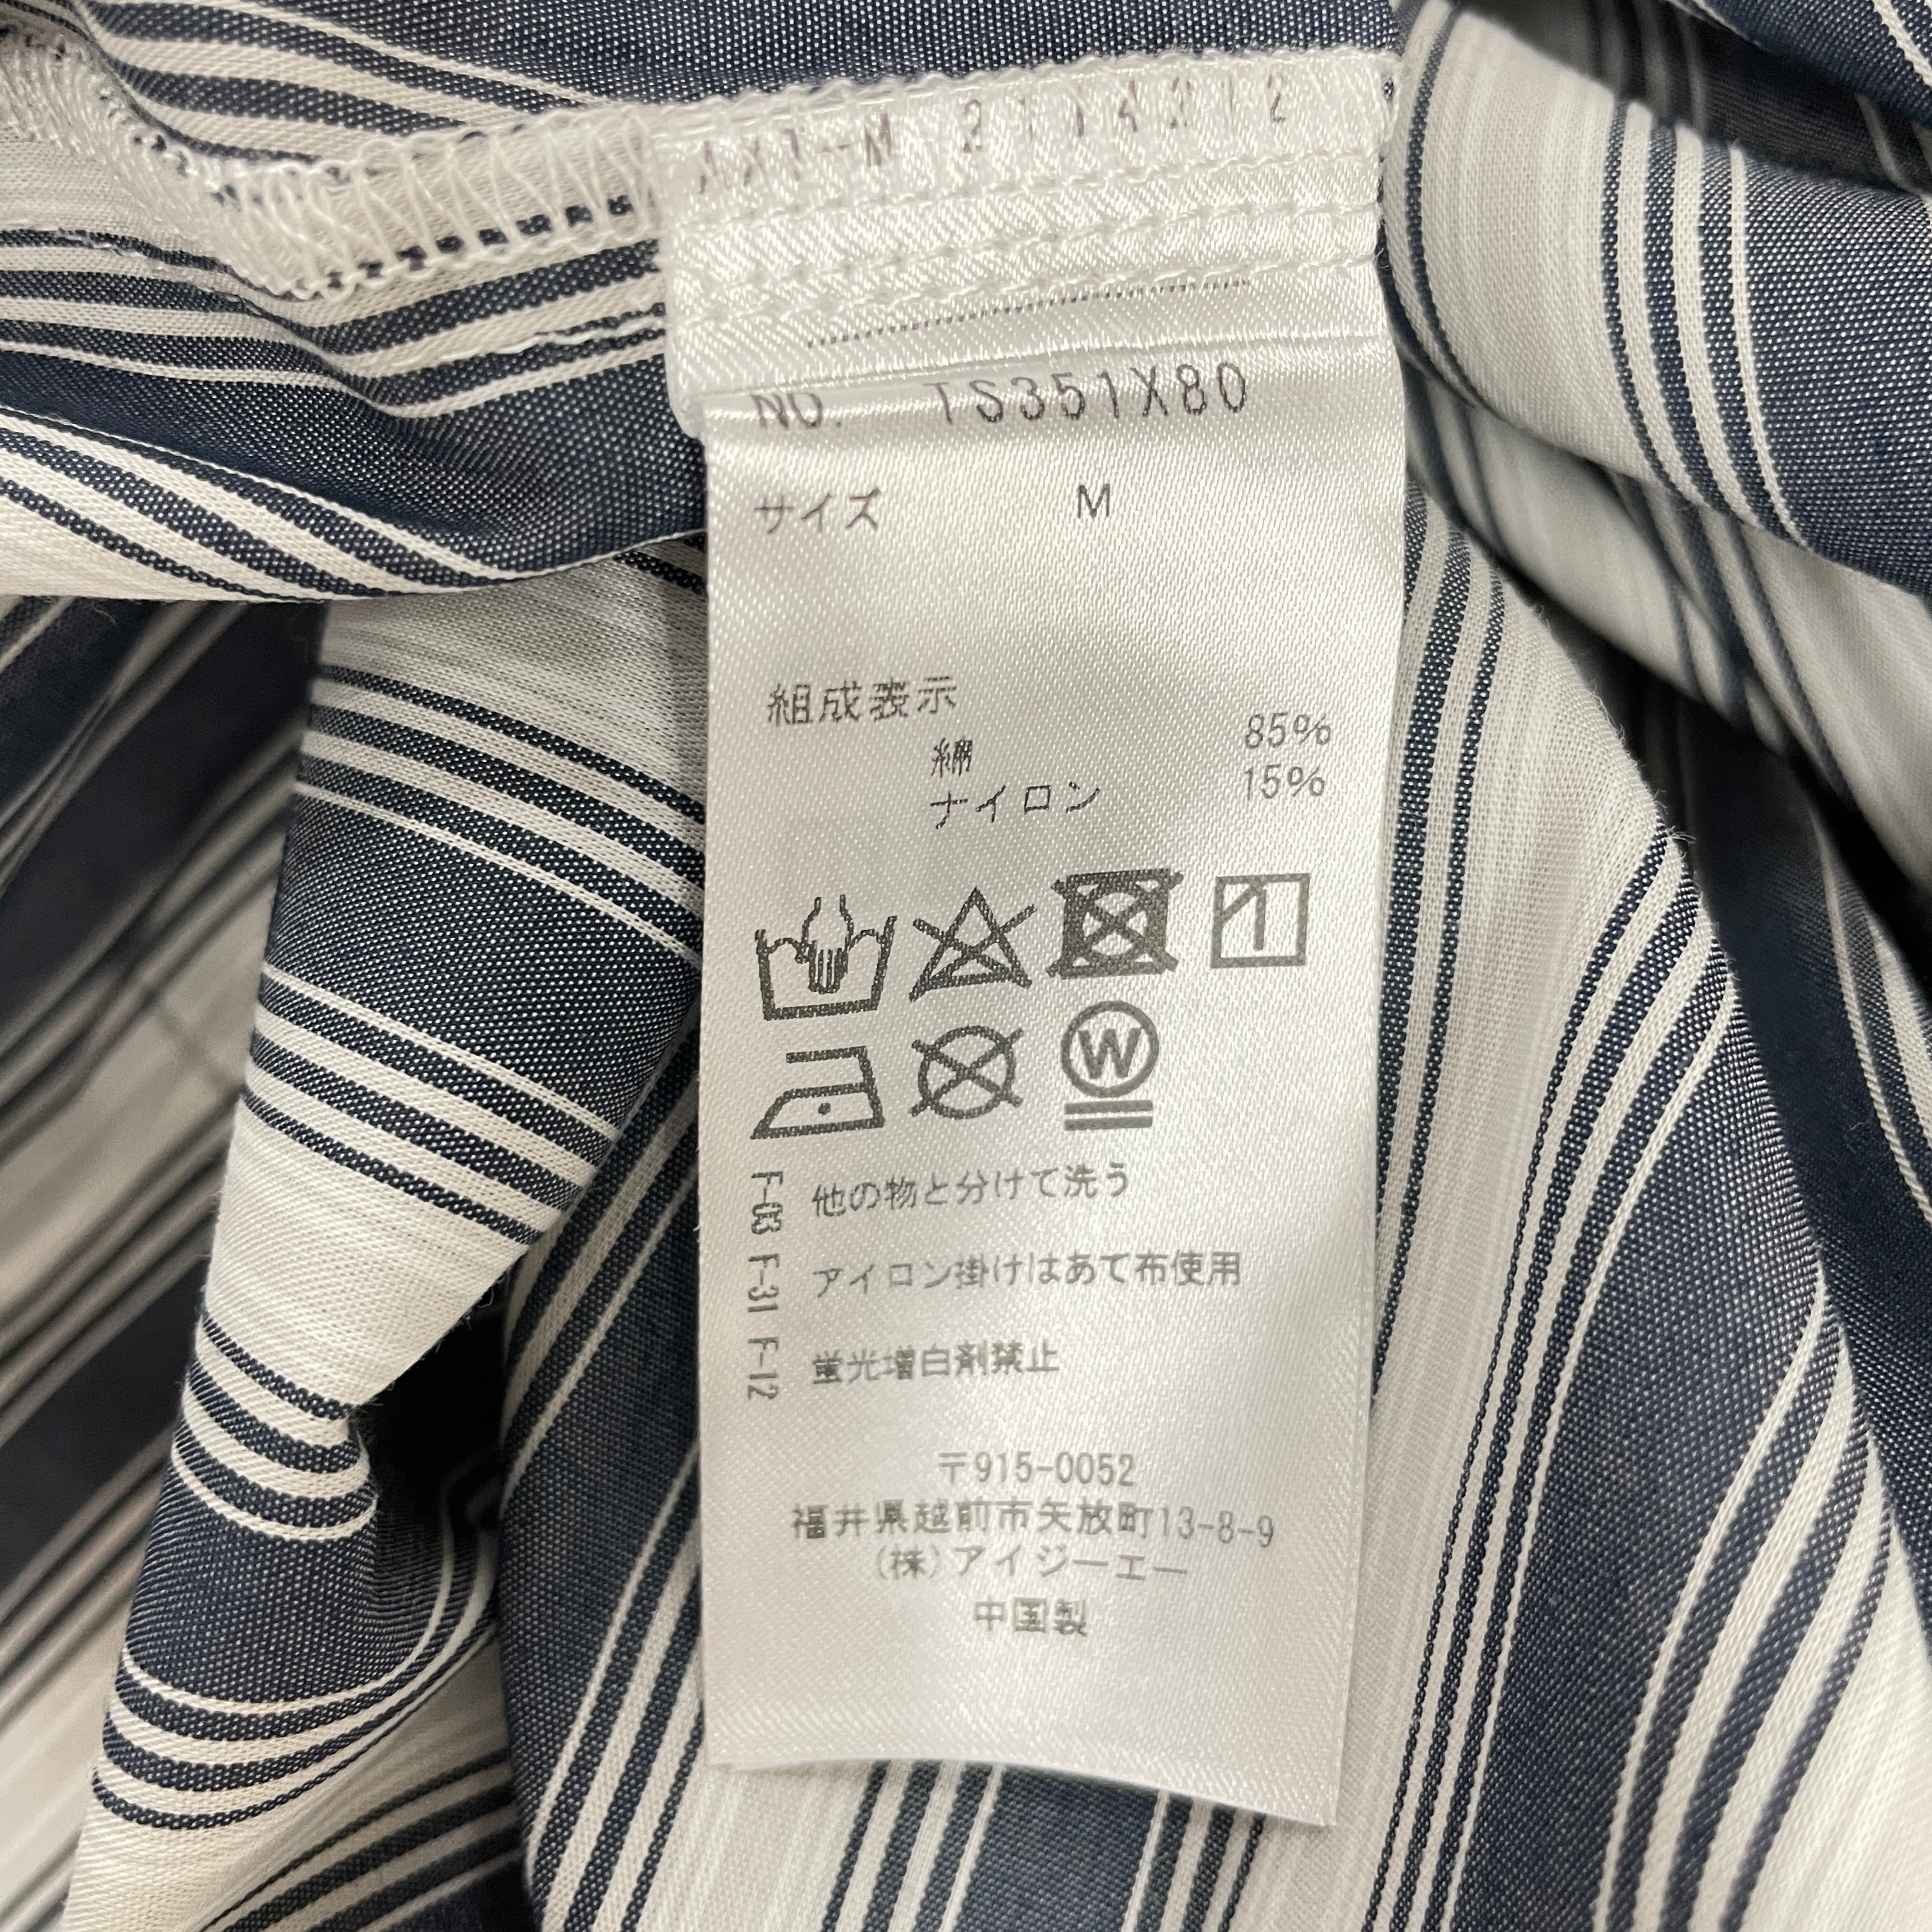 NO. TS351X80
サイズ M
組成表示
綿 85%
ナイロン 15%
W
F-03 F-31 F-12
他の物と分けて洗う
アイロン掛けはあて布使用
蛍光増白剤禁止
〒915-0052
福井県越前市矢放町13-8-9
(株)アイジーエー
中国製